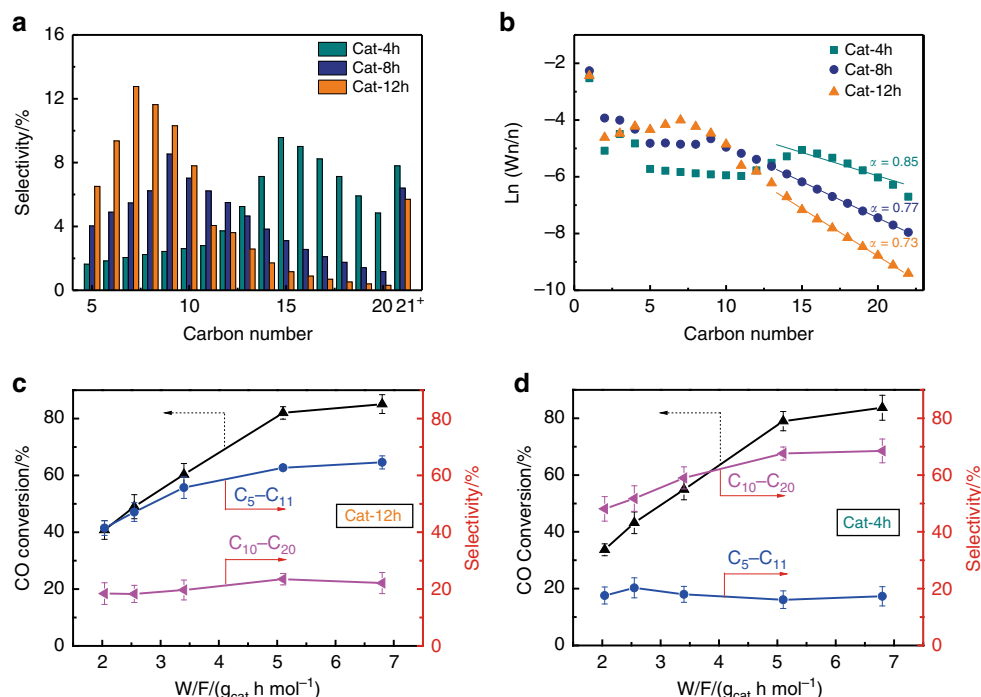 a
16
12
8
4
0
Selectivity/%
Cat-4h
Cat-8h
Cat-12h
5
10
15
20
21⁺
Carbon number
b
−2
−4
−6
−8
−10
Ln (Wn/n)
Cat-4h
Cat-8h
Cat-12h
α = 0.85
α = 0.77
α = 0.73
0
5
10
15
20
Carbon number
c
80
60
40
20
0
CO conversion/%
C₅–C₁₁
Cat-12h
C₁₀–C₂₀
80
60
40
20
0
Selectivity/%
2
3
4
5
6
7
W/F/(g_cat h mol⁻¹)
d
80
60
40
20
0
CO Conversion/%
C₁₀–C₂₀
Cat-4h
C₅–C₁₁
80
60
40
20
0
Selectivity/%
2
3
4
5
6
7
W/F/(g_cat h mol⁻¹)